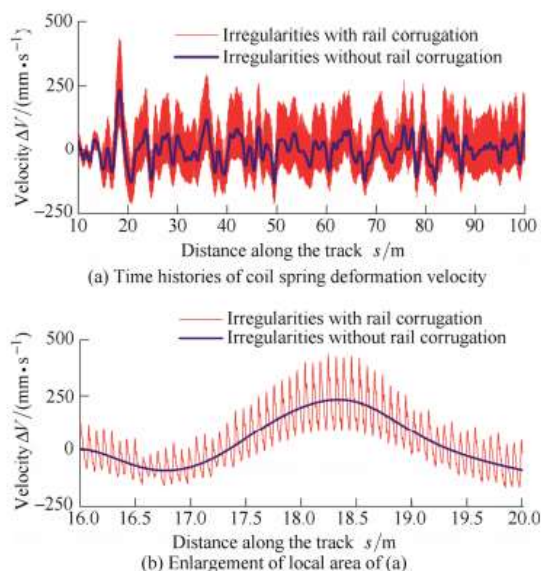 Irregularities with rail corrugation
Irregularities without rail corrugation
Velocity ΔV/(mm•s⁻¹)
500
250
0
−250
10 20 30 40 50 60 70 80 90 100
Distance along the track s/m
(a) Time histories of coil spring deformation velocity
Irregularities with rail corrugation
Irregularities without rail corrugation
Velocity ΔV/(mm•s⁻¹)
500
250
0
−250
16.0 16.5 17.0 17.5 18.0 18.5 19.0 19.5 20.0
Distance along the track s/m
(b) Enlargement of local area of (a)